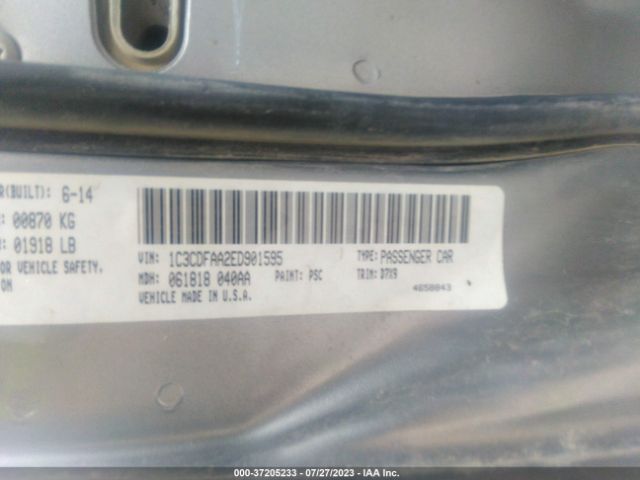 R(BUILT): 6-14
: 00870 KG
01918 LB
OR VEHICLE SAFETY,
ON
VIN: 1C3CDFAA2ED901595
TYPE: PASSENGER CAR
MDH: 061818 040AA
PAINT: PSC
TRIM: D7X9
VEHICLE MADE IN U.S.A.
4658843
000-37205233 - 07/27/2023 - IAA Inc.